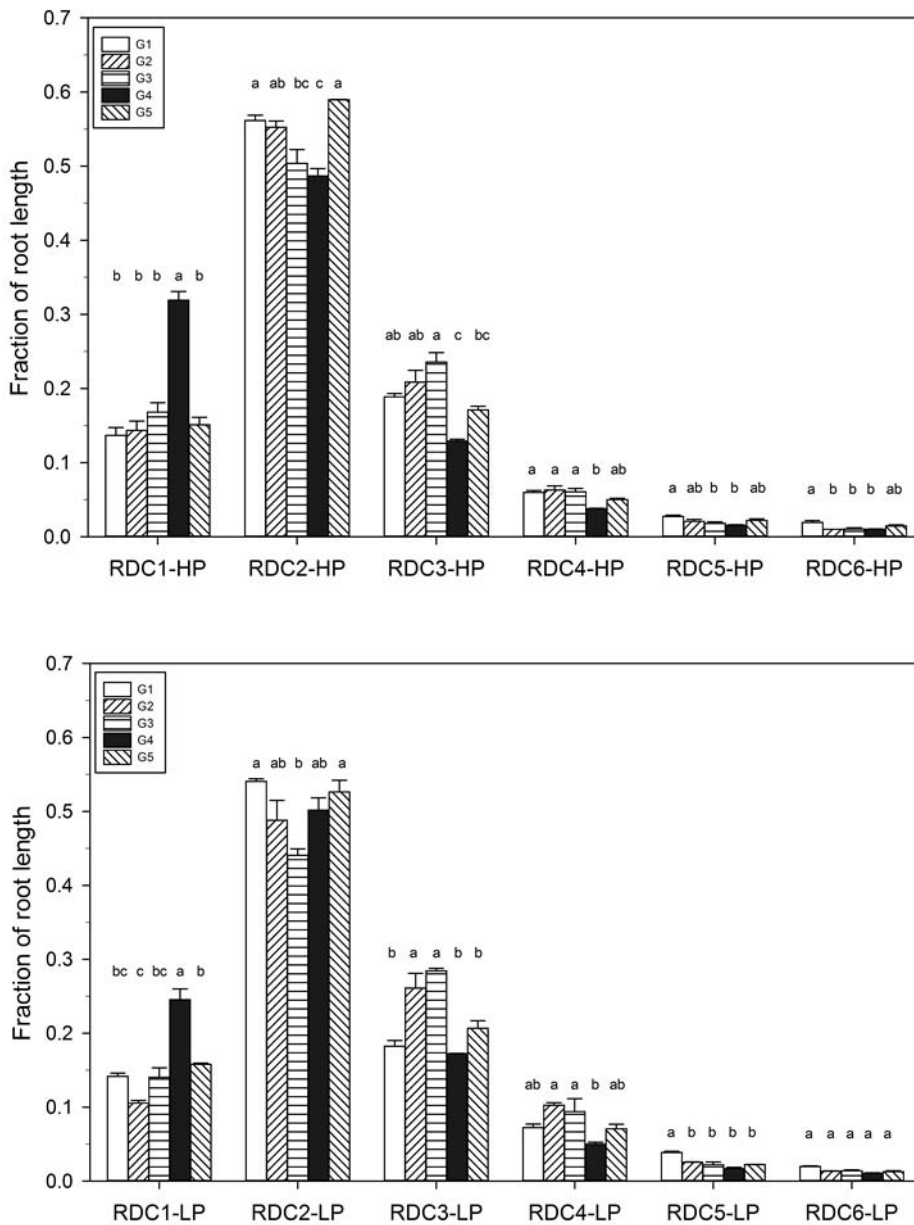 0.7
0.6
0.5
0.4
0.3
0.2
0.1
0.0
Fraction of root length
G1
G2
G3
G4
G5
a ab bc c a
b b b a b
ab ab a c bc
a a a b ab
a ab b b ab
a b b b ab
RDC1-HP RDC2-HP RDC3-HP RDC4-HP RDC5-HP RDC6-HP
0.7
0.6
0.5
0.4
0.3
0.2
0.1
0.0
Fraction of root length
G1
G2
G3
G4
G5
a ab b ab a
bc c bc a b
b a a b b
ab a a b ab
a b b b b
a a a a a
RDC1-LP RDC2-LP RDC3-LP RDC4-LP RDC5-LP RDC6-LP